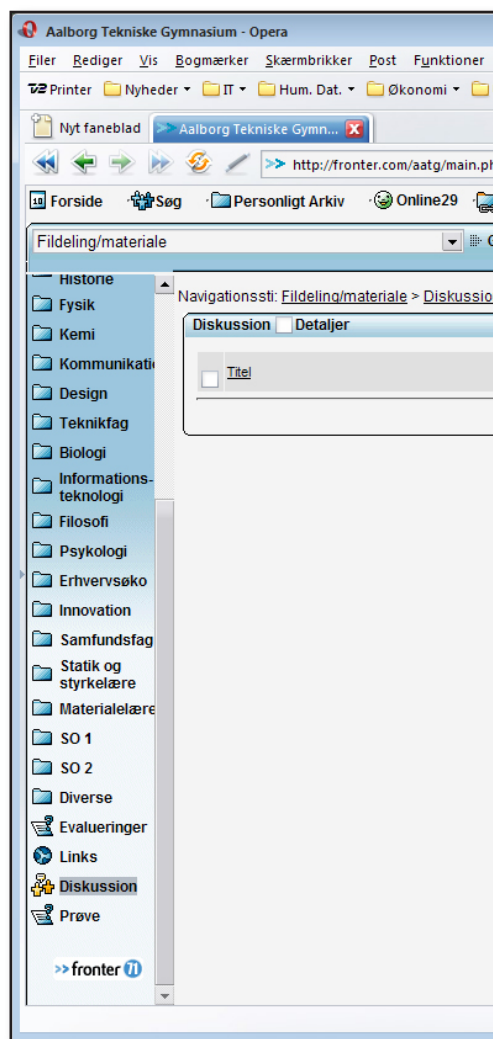 Aalborg Tekniske Gymnasium - Opera
Filer Rediger Vis Bogmærker Skærmbrikker Post Funktioner
TV2 Printer Nyheder IT Hum. Dat. Økonomi
Nyt faneblad Aalborg Tekniske Gymn...
http://fronter.com/aatg/main.ph
Forside Søg Personligt Arkiv Online29
Fildeling/materiale
Historie
Navigationssti: Fildeling/materiale > Diskussio
Diskussion Detaljer
Titel
Fysik
Kemi
Kommunikatio
Design
Teknikfag
Biologi
Informations-
teknologi
Filosofi
Psykologi
Erhvervsøko
Innovation
Samfundsfag
Statik og
styrkelære
Materialelære
SO 1
SO 2
Diverse
Evalueringer
Links
Diskussion
Prøve
>> fronter 71